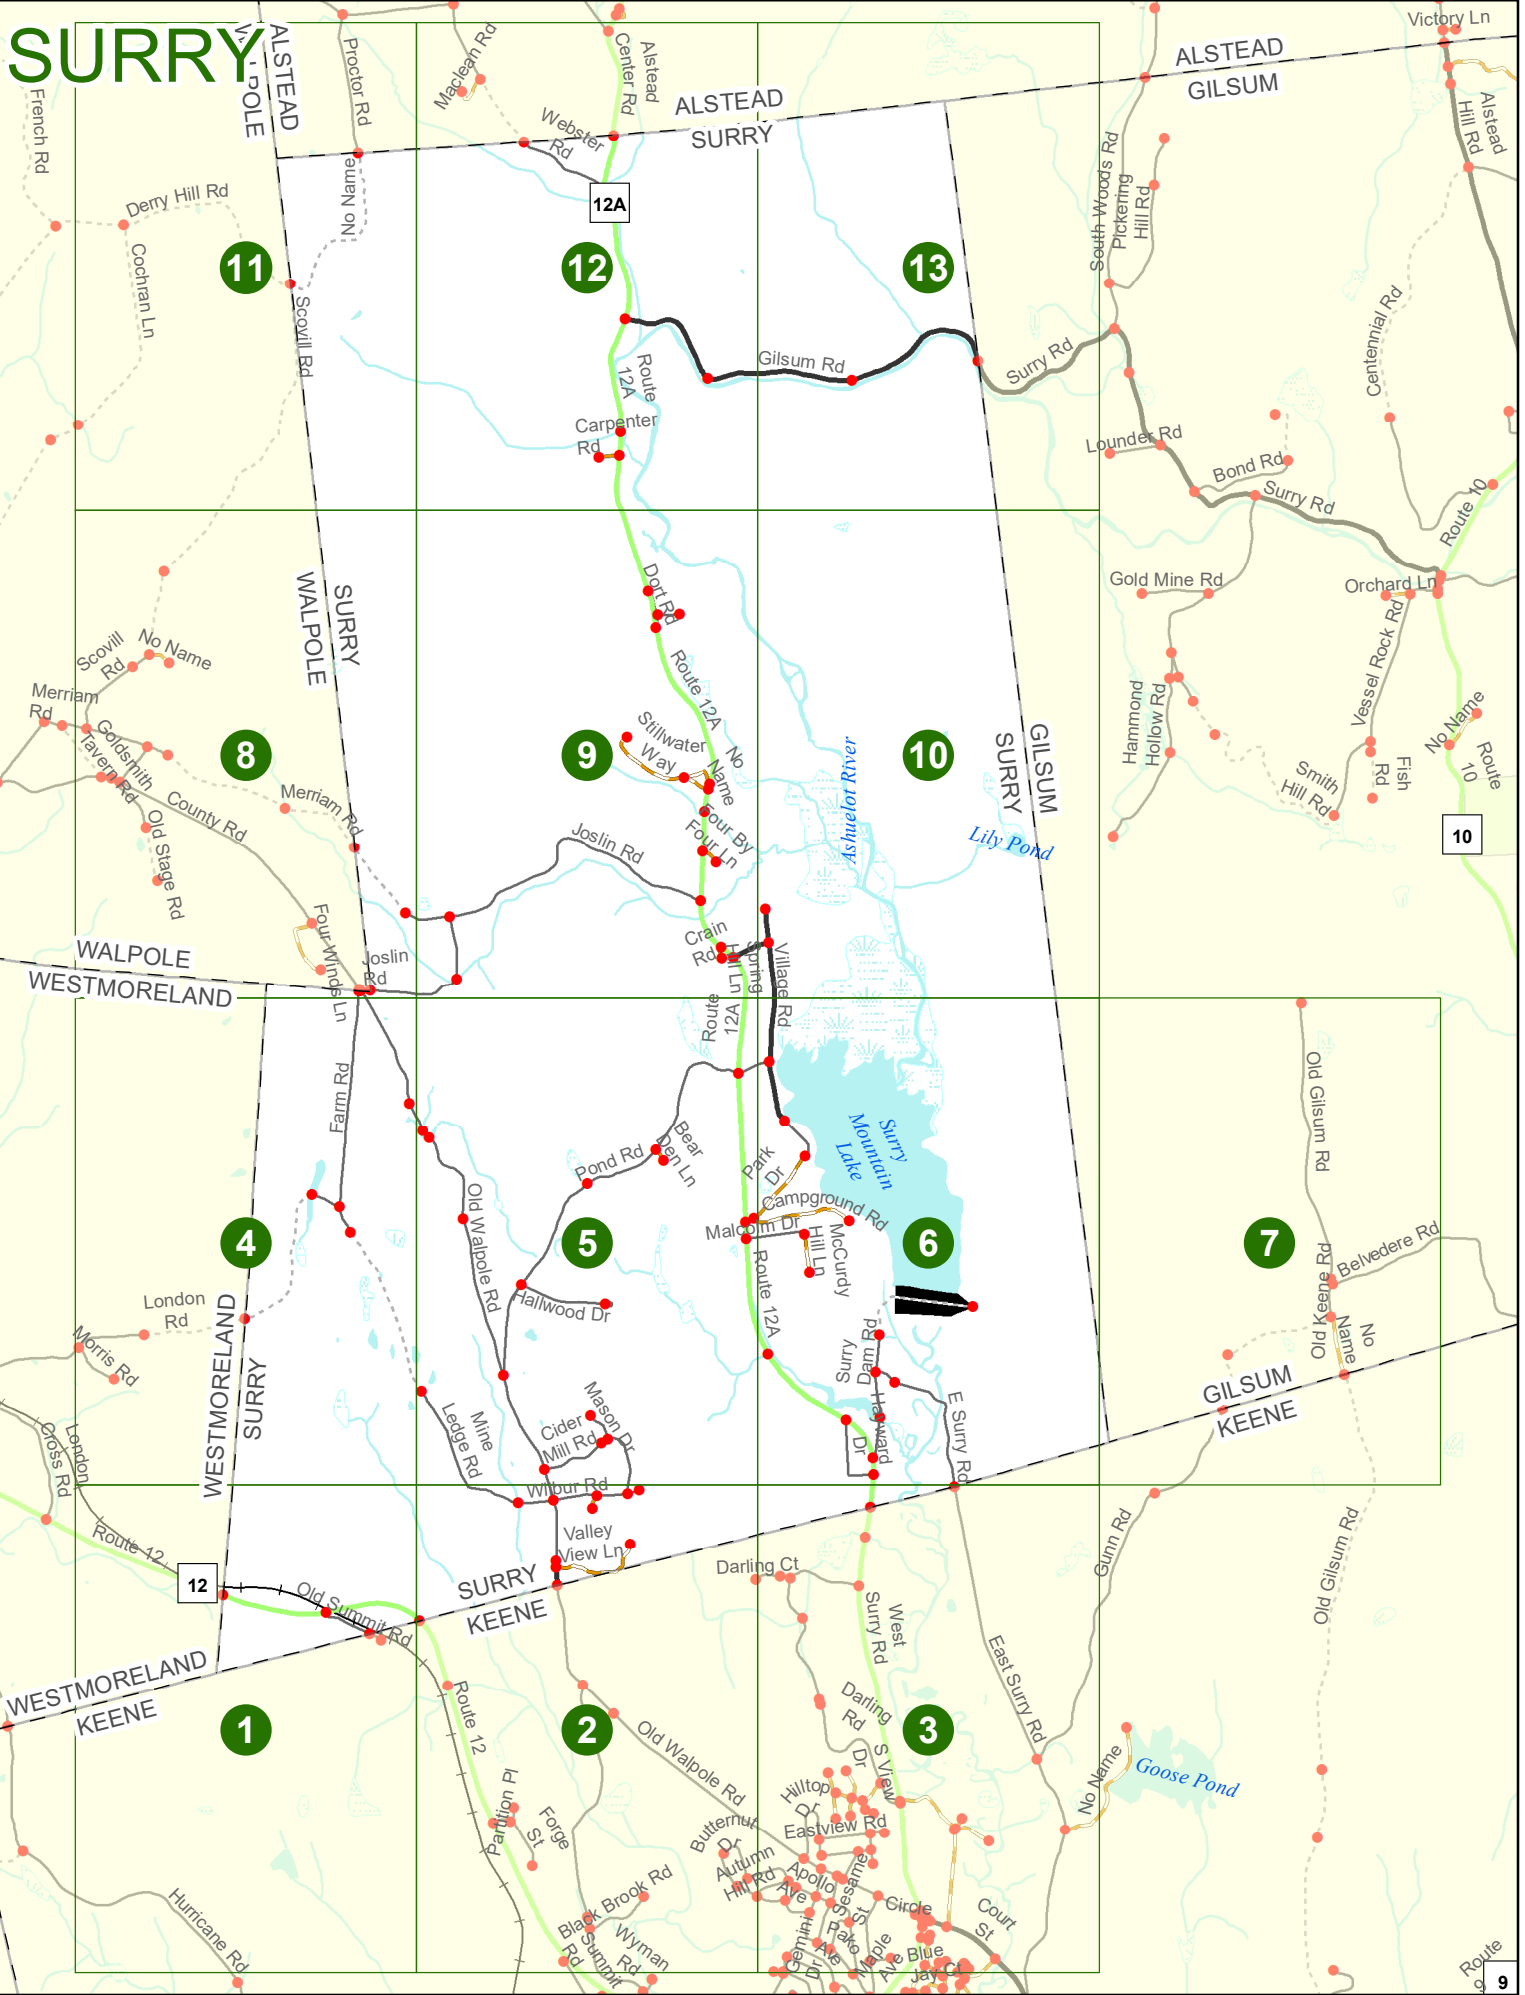 SURRY
WALPOLE
ALSTEAD
Proctor Rd
Maclean Rd
Center Rd
Alstead
Victory Ln
ALSTEAD
GILSUM
ALSTEAD
SURRY
French Rd
Webster
Rd
Alstead
Hill Rd
No Name
12A
South Woods Rd
Pickering
Hill Rd
Derry Hill Rd
Cochran Ln
11
12
13
Scovill Rd
Centennial Rd
Surry Rd
Gilsum Rd
Route
12A
Carpenter
Rd
Lounder Rd
Bond Rd
Surry Rd
Route 10
Dort Rd
Gold Mine Rd
Orchard Ln
SURRY
WALPOLE
Scovill
Rd
No Name
Route 12A
Vessel Rock Rd
Merriam
Rd
Hammond
Hollow Rd
No Name
Goldsmith
Tavern Rd
Stillwater
Way
No
Name
GILSUM
SURRY
8
9
10
Ashuelot River
Route
10
Fish
Rd
Smith
Hill Rd
Merriam Rd
County Rd
Old Stage Rd
Four By
Four Ln
Joslin Rd
Lily Pond
10
Four Winds Ln
Crain
Rd
Spring
Hill Ln
Village Rd
WALPOLE
WESTMORELAND
Joslin
Rd
Route
12A
Farm Rd
Old Gilsum Rd
Surry
Mountain
Lake
Bear
Den Ln
Pond Rd
Park
Dr
Old Walpole Rd
Campground Rd
Malcolm Dr
McCurdy
Hill Ln
4
5
6
7
Belvedere Rd
Old Keene Rd
No
Name
Route 12A
London
Rd
Hallwood Dr
Morris Rd
Surry
Dam Rd
WESTMORELAND
SURRY
GILSUM
KEENE
Mine
Ledge Rd
Cider
Mill Rd
Mason Dr
Hayward
Dr
E Surry Rd
London
Cross Rd
Wilbur Rd
Valley
View Ln
Route 12
12
Old Summit Rd
SURRY
KEENE
Darling Ct
West
Surry Rd
Gunn Rd
Old Gilsum Rd
East Surry Rd
WESTMORELAND
KEENE
1
2
3
Route 12
Darling
Rd
Old Walpole Rd
S View
Dr
No Name
Goose Pond
Partition Pl
Forge
St
Hilltop
Dr
Eastview Rd
Butternut
Dr
Autumn
Hill Rd
Apollo
Ave
Sesame
St
Circle
Court
St
Hurricane Rd
Black Brook Rd
Wyman
Rd
Summit
Rd
Gemini
Dr
Pako
Ave
Maple
Ave
Blue
Jay Ct
Route
9
9